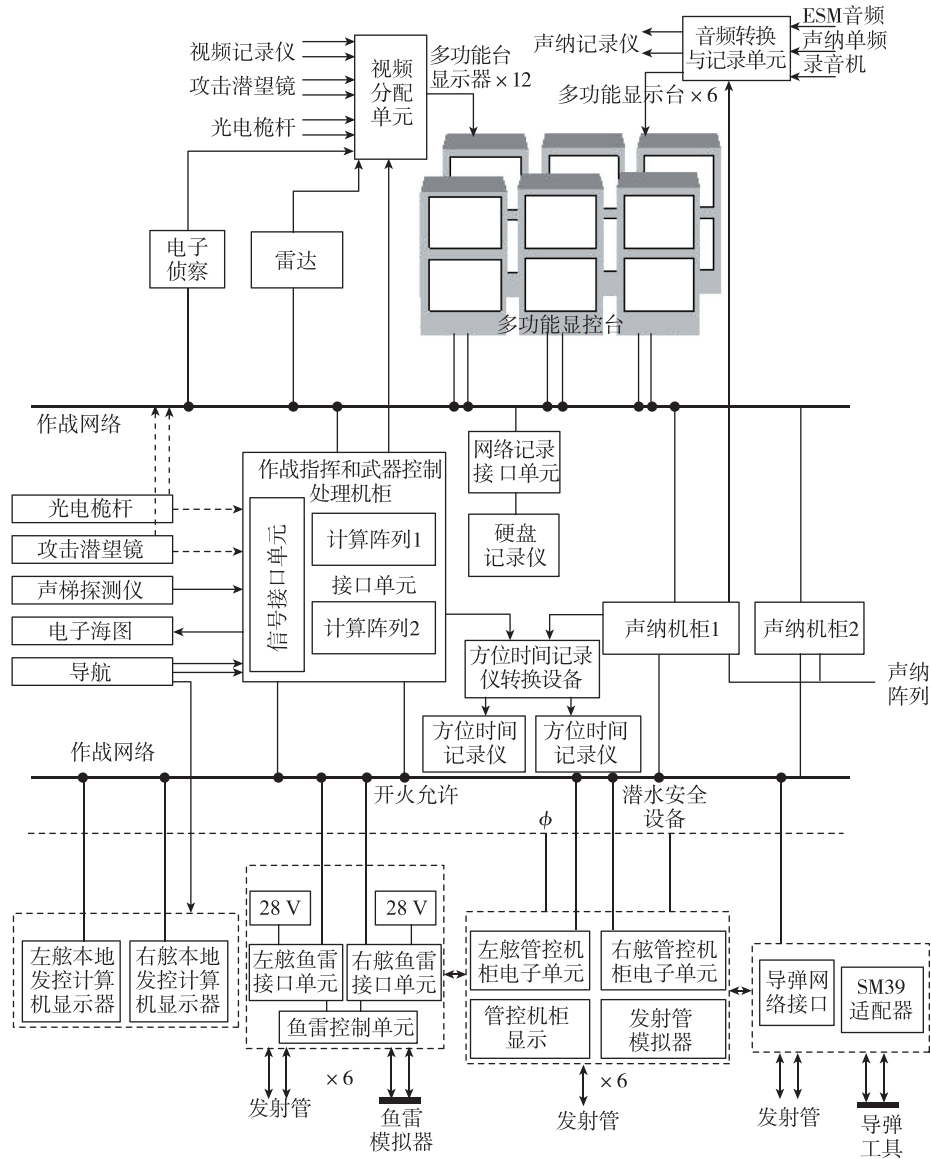 ESM音频
声纳单频
录音机
音频转换
与记录单元
声纳记录仪
视频记录仪
攻击潜望镜
光电桅杆
视频
分配
单元
多功能台
显示器×12
多功能显示台×6
电子
侦察
雷达
多功能显控台
作战网络
作战指挥和武器控制
处理机柜
网络记录
接口单元
硬盘
记录仪
光电桅杆
攻击潜望镜
声梯探测仪
电子海图
导航
信号接口单元
计算阵列1
接口单元
计算阵列2
声纳机柜1
声纳机柜2
方位时间记录
仪转换设备
声纳
阵列
方位时间
记录仪
方位时间
记录仪
作战网络
开火允许
潜水安全
设备
ϕ
28 V
28 V
左舷本地
发控计算
机显示器
右舷本地
发控计算
机显示器
左舷鱼雷
接口单元
右舷鱼雷
接口单元
鱼雷控制单元
左舷管控机
柜电子单元
右舷管控机
柜电子单元
管控机柜
显示
发射管
模拟器
导弹网
络接口
SM39
适配器
×6
发射管
鱼雷
模拟器
×6
发射管
发射管
导弹
工具